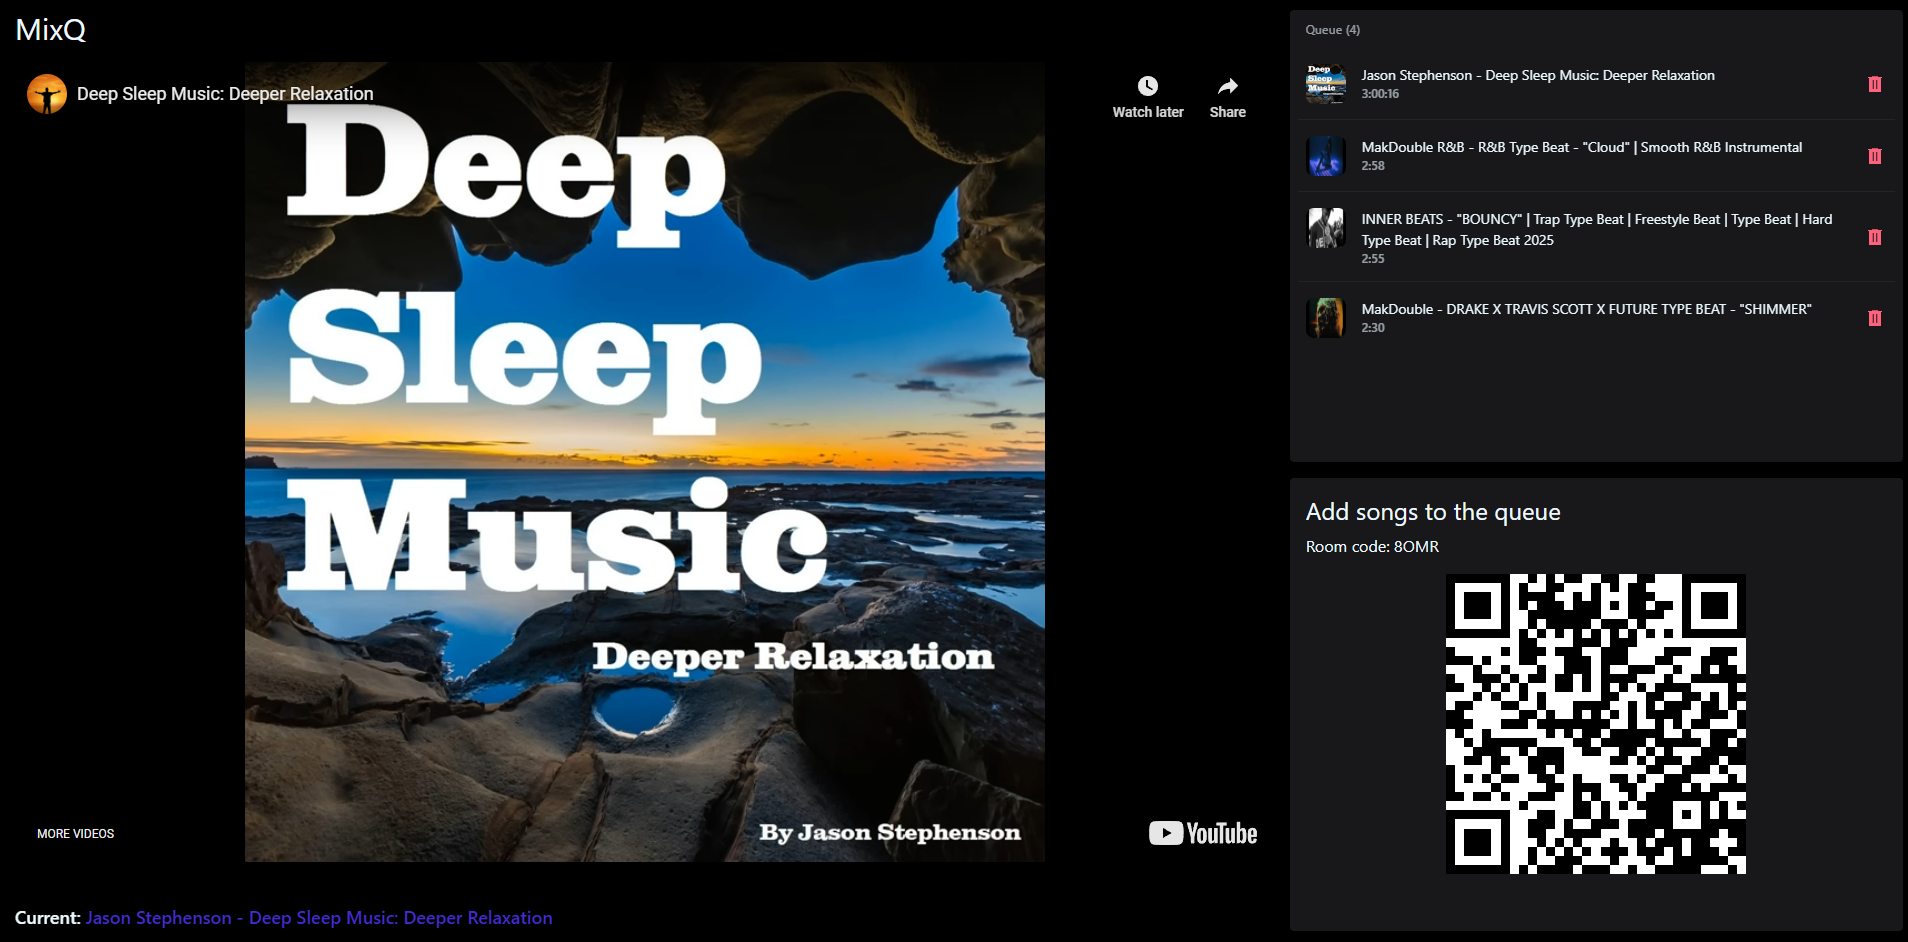 MixQ
Deep Sleep Music: Deeper Relaxation
Watch later
Share
Deep
Sleep
Music
Deeper Relaxation
By Jason Stephenson
MORE VIDEOS
YouTube
Current: Jason Stephenson - Deep Sleep Music: Deeper Relaxation
Queue (4)
Deep
Sleep
Music
Jason Stephenson - Deep Sleep Music: Deeper Relaxation
3:00:16
MakDouble R&B - R&B Type Beat - "Cloud" | Smooth R&B Instrumental
2:58
INNER BEATS - "BOUNCY" | Trap Type Beat | Freestyle Beat | Type Beat | Hard
Type Beat | Rap Type Beat 2025
2:55
MakDouble - DRAKE X TRAVIS SCOTT X FUTURE TYPE BEAT - "SHIMMER"
2:30
Add songs to the queue
Room code: 8OMR